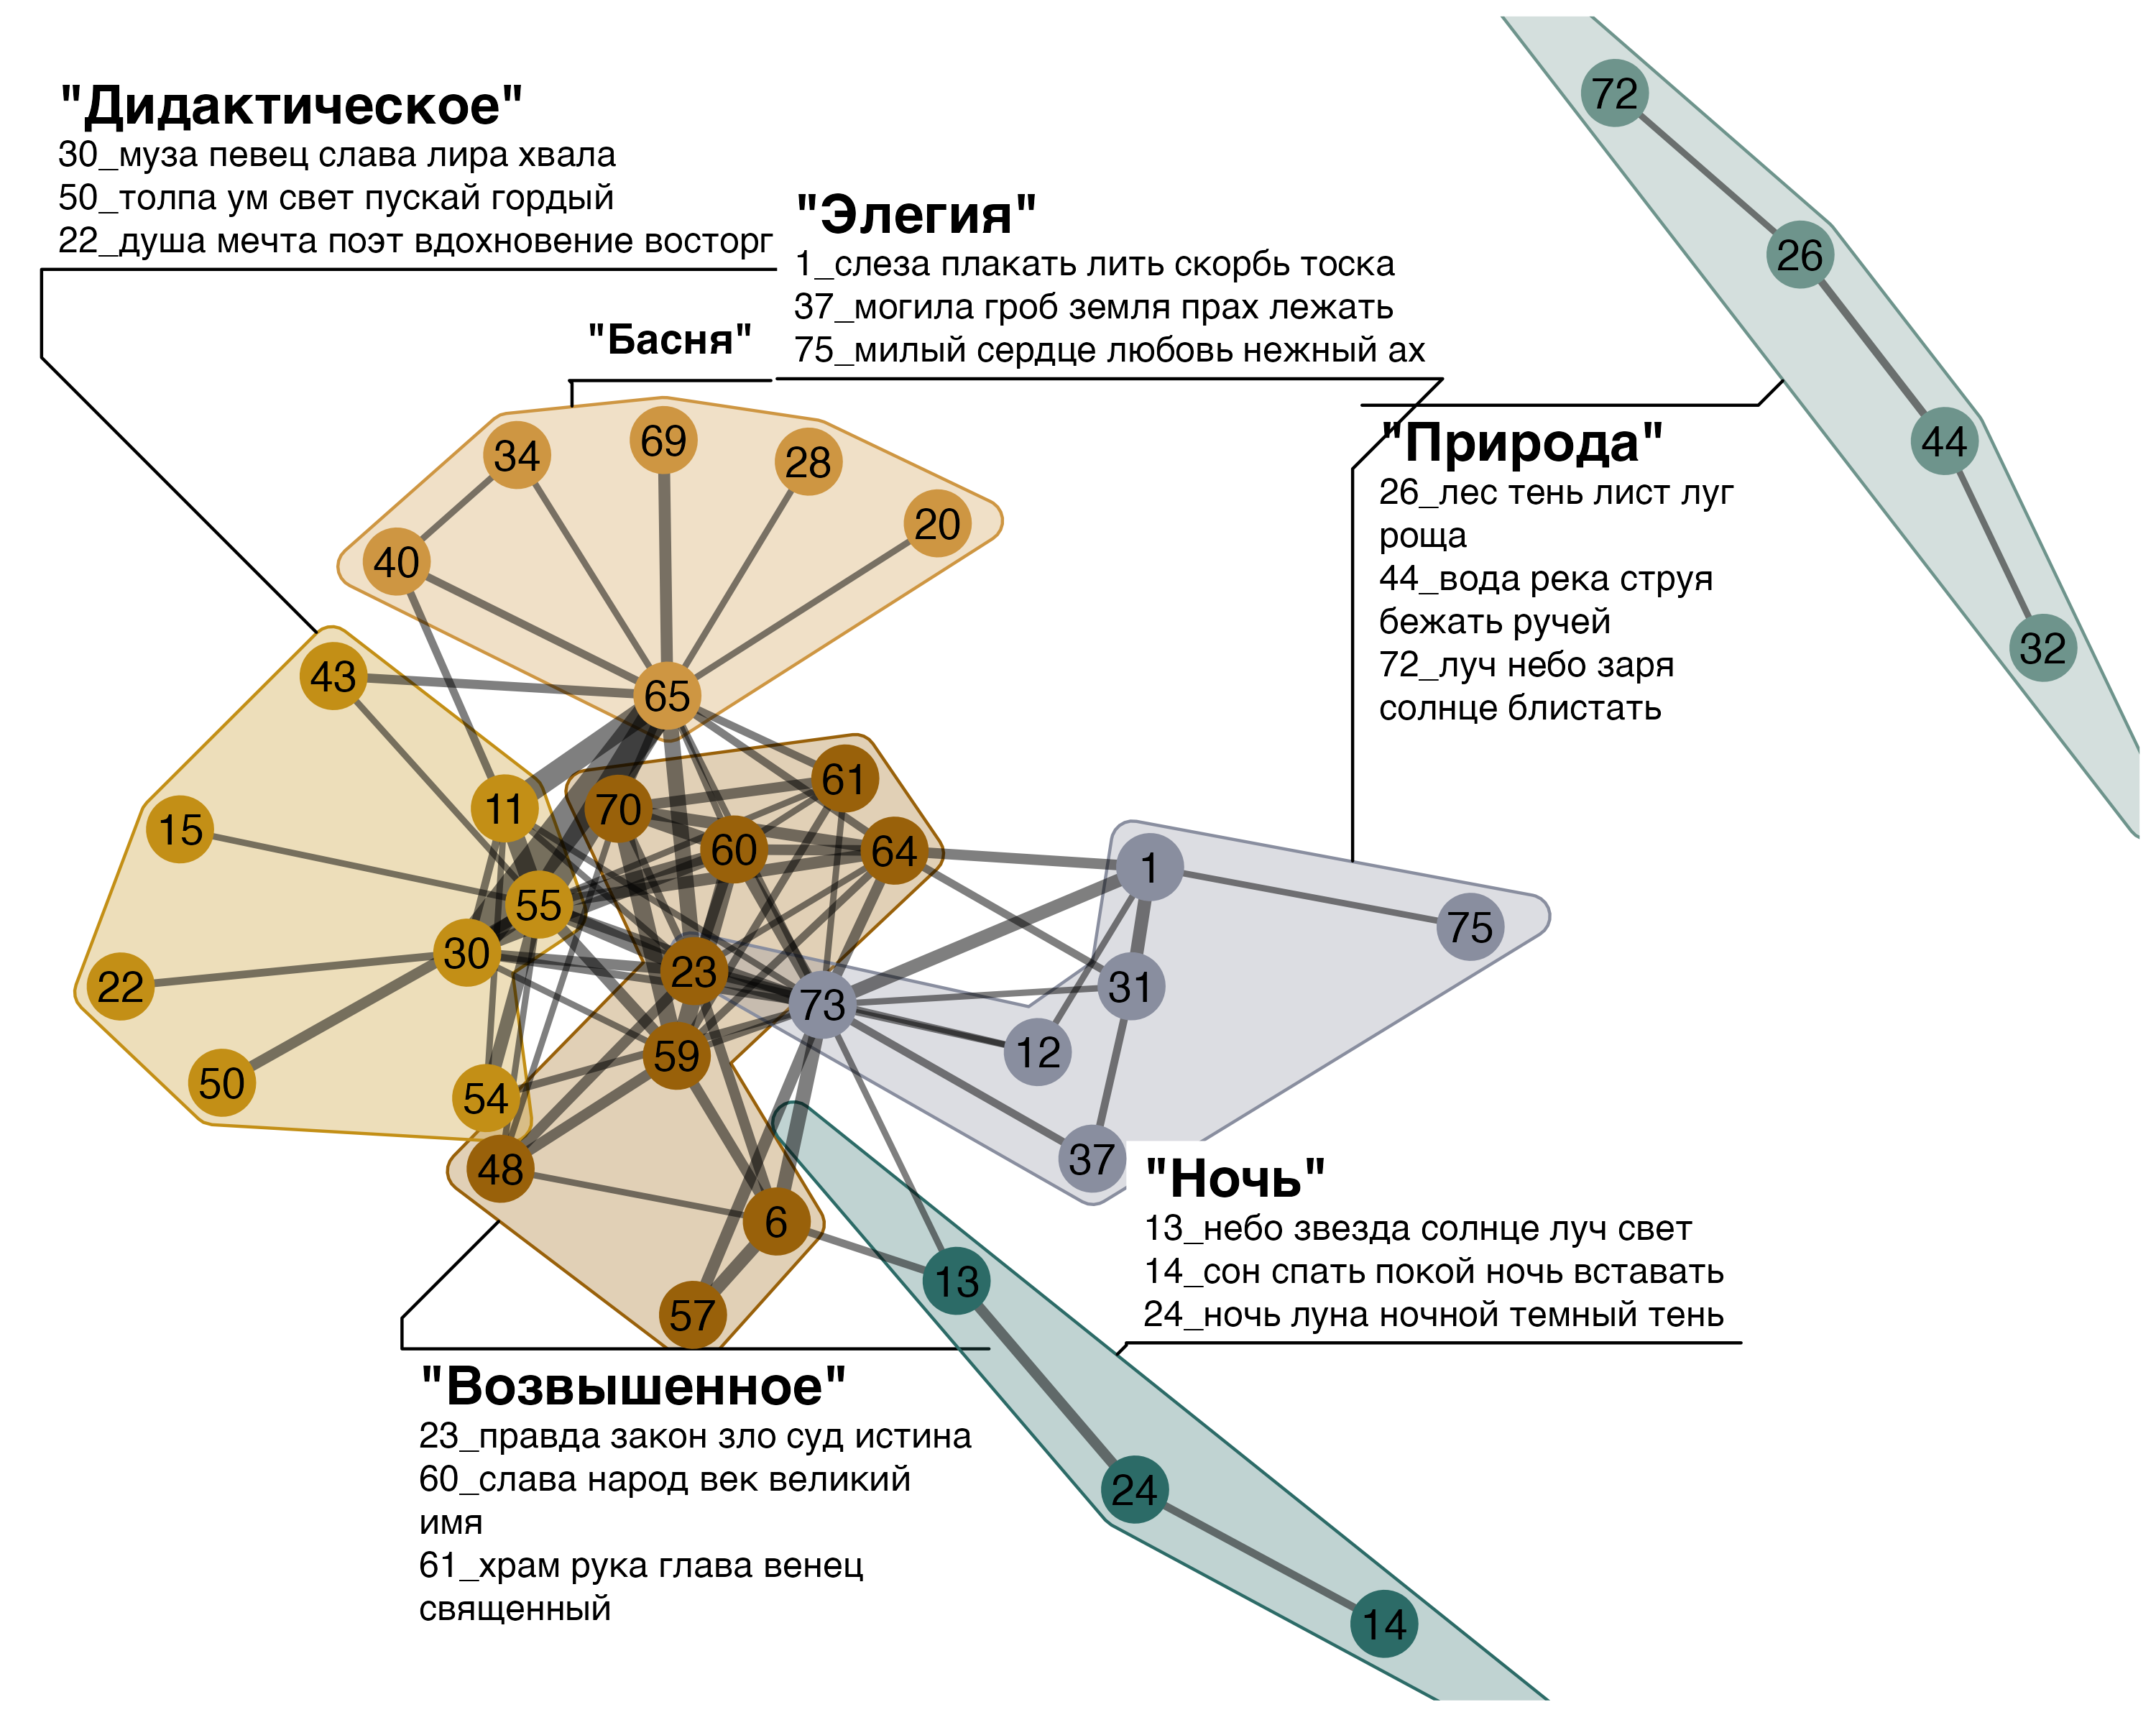 "Дидактическое"
30_муза певец слава лира хвала
50_толпа ум свет пускай гордый
22_душа мечта поэт вдохновение восторг
"Элегия"
1_слеза плакать лить скорбь тоска
37_могила гроб земля прах лежать
75_милый сердце любовь нежный ах
"Басня"
"Природа"
26_лес тень лист луг
роща
44_вода река струя
бежать ручей
72_луч небо заря
солнце блистать
72
26
44
32
34
69
28
20
40
65
43
11
15
55
30
22
50
54
70
61
60
64
23
59
48
6
57
1
75
31
73
12
37
"Ночь"
13_небо звезда солнце луч свет
14_сон спать покой ночь вставать
24_ночь луна ночной темный тень
13
24
14
"Возвышенное"
23_правда закон зло суд истина
60_слава народ век великий
имя
61_храм рука глава венец
священный